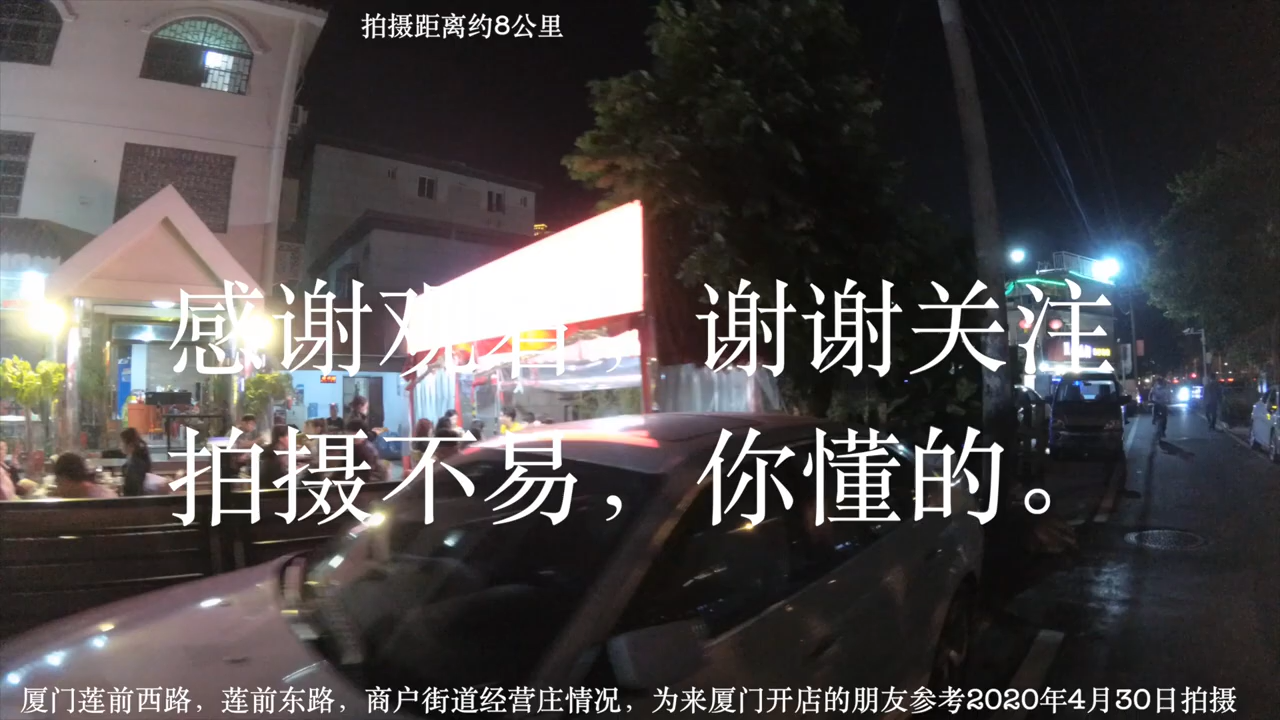 拍摄距离约8公里
感谢观看，谢谢关注
拍摄不易，你懂的。
厦门莲前西路，莲前东路，商户街道经营庄情况，为来厦门开店的朋友参考2020年4月30日拍摄